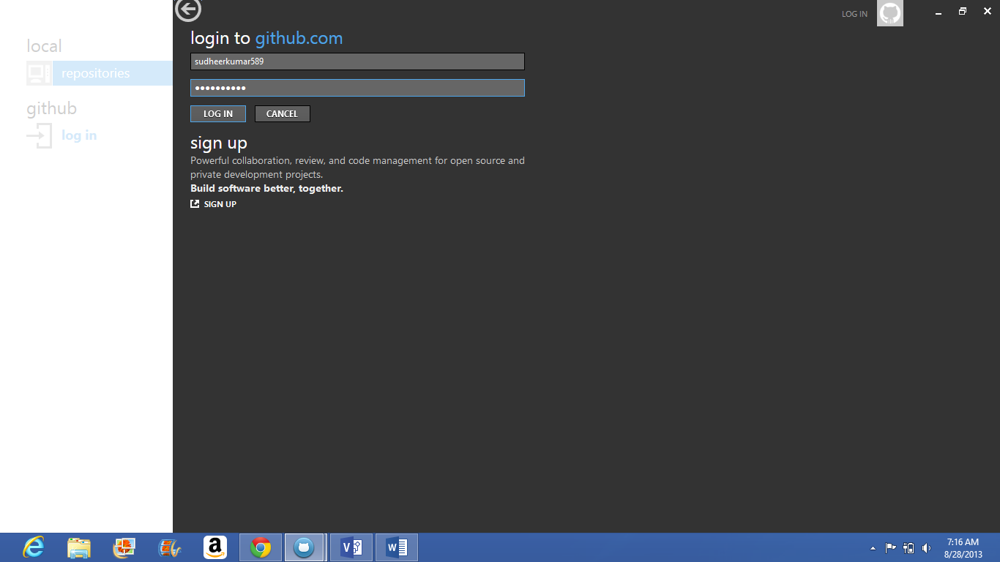 LOG IN
local
repositories
github
log in
login to github.com
sudheerkumar589
••••••••••
LOG IN CANCEL
sign up
Powerful collaboration, review, and code management for open source and
private development projects.
Build software better, together.
SIGN UP
7:16 AM
8/28/2013